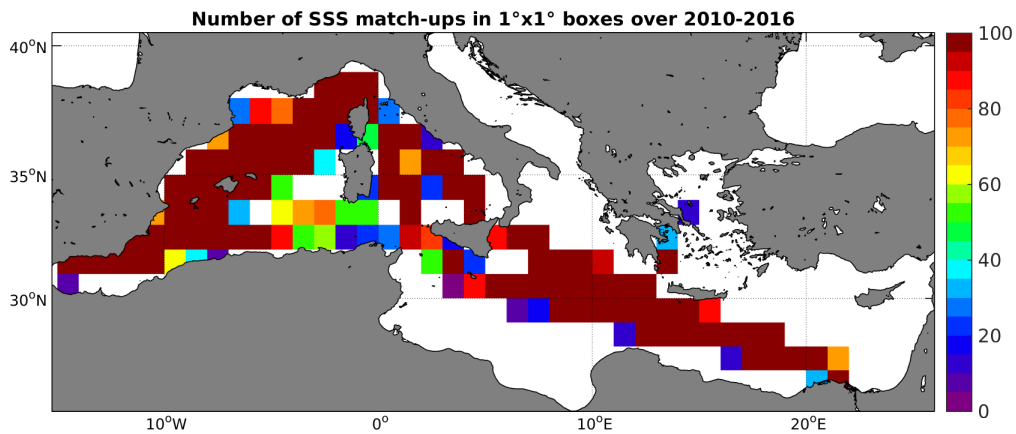 Number of SSS match-ups in 1°x1° boxes over 2010-2016
40°N
35°N
30°N
10°W
0°
10°E
20°E
100
80
60
40
20
0